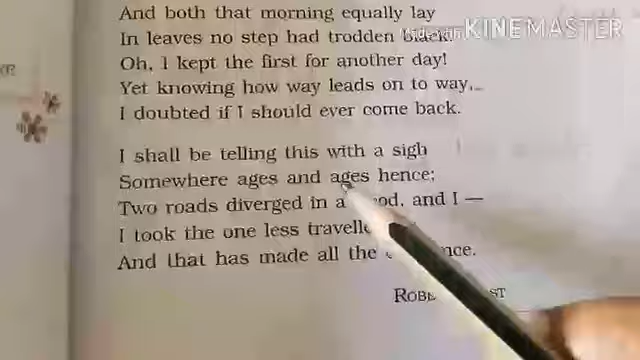 And both that morning equally lay
In leaves no step had trodden black.
Oh, I kept the first for another day!
Yet knowing how way leads on to way,
I doubted if I should ever come back.
I shall be telling this with a sigh
Somewhere ages and ages hence:
Two roads diverged in a and I —
I took the one less
And that has made all the
Made with KINEMASTER